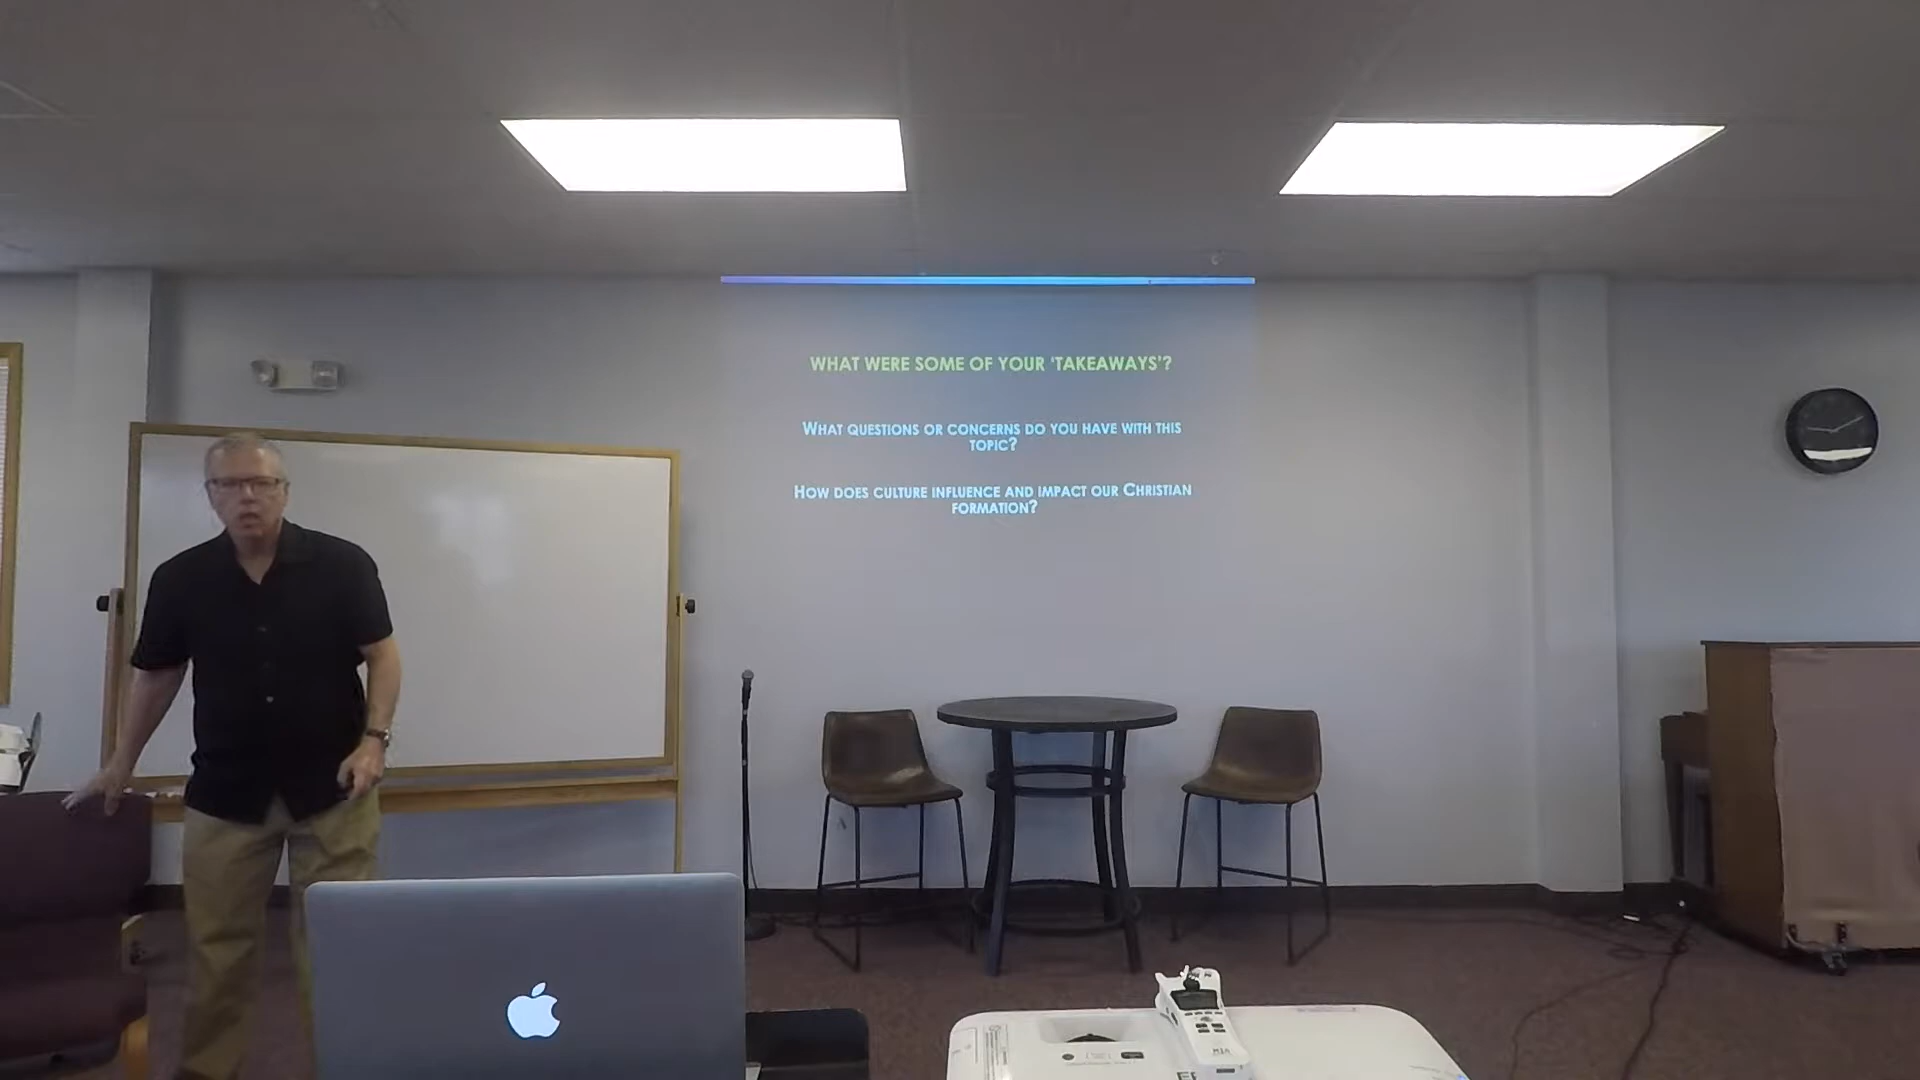 WHAT WERE SOME OF YOUR ‘TAKEAWAYS’?
WHAT QUESTIONS OR CONCERNS DO YOU HAVE WITH THIS
TOPIC?
HOW DOES CULTURE INFLUENCE AND IMPACT OUR CHRISTIAN
FORMATION?